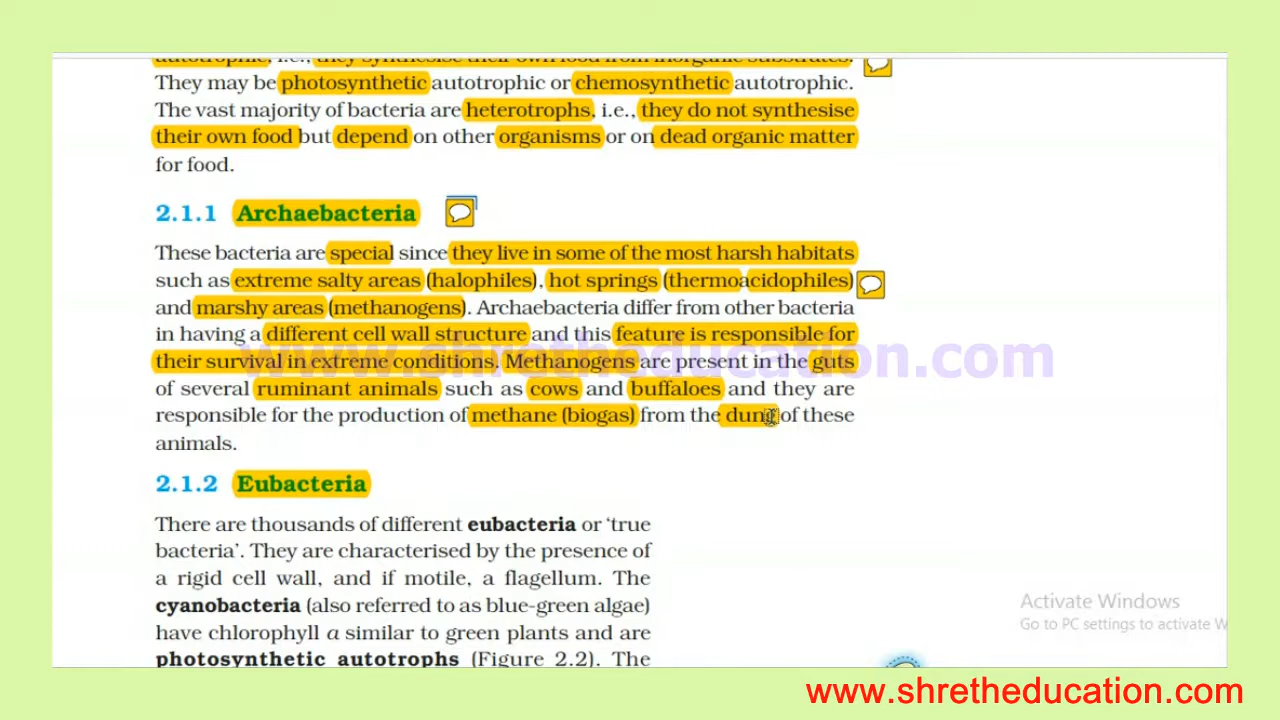 autotrophic, i.e., they synthesise their own food from inorganic substrates.
They may be photosynthetic autotrophic or chemosynthetic autotrophic.
The vast majority of bacteria are heterotrophs, i.e., they do not synthesise
their own food but depend on other organisms or on dead organic matter
for food.
2.1.1 Archaebacteria
These bacteria are special since they live in some of the most harsh habitats
such as extreme salty areas (halophiles), hot springs (thermoacidophiles)
and marshy areas (methanogens). Archaebacteria differ from other bacteria
in having a different cell wall structure and this feature is responsible for
their survival in extreme conditions. Methanogens are present in the guts
www.shretheducation.com
of several ruminant animals such as cows and buffaloes and they are
responsible for the production of methane (biogas) from the dung of these
animals.
2.1.2 Eubacteria
There are thousands of different eubacteria or ‘true
bacteria’. They are characterised by the presence of
a rigid cell wall, and if motile, a flagellum. The
cyanobacteria (also referred to as blue-green algae)
have chlorophyll a similar to green plants and are
photosynthetic autotrophs (Figure 2.2). The
Activate Windows
Go to PC settings to activate W
www.shretheducation.com